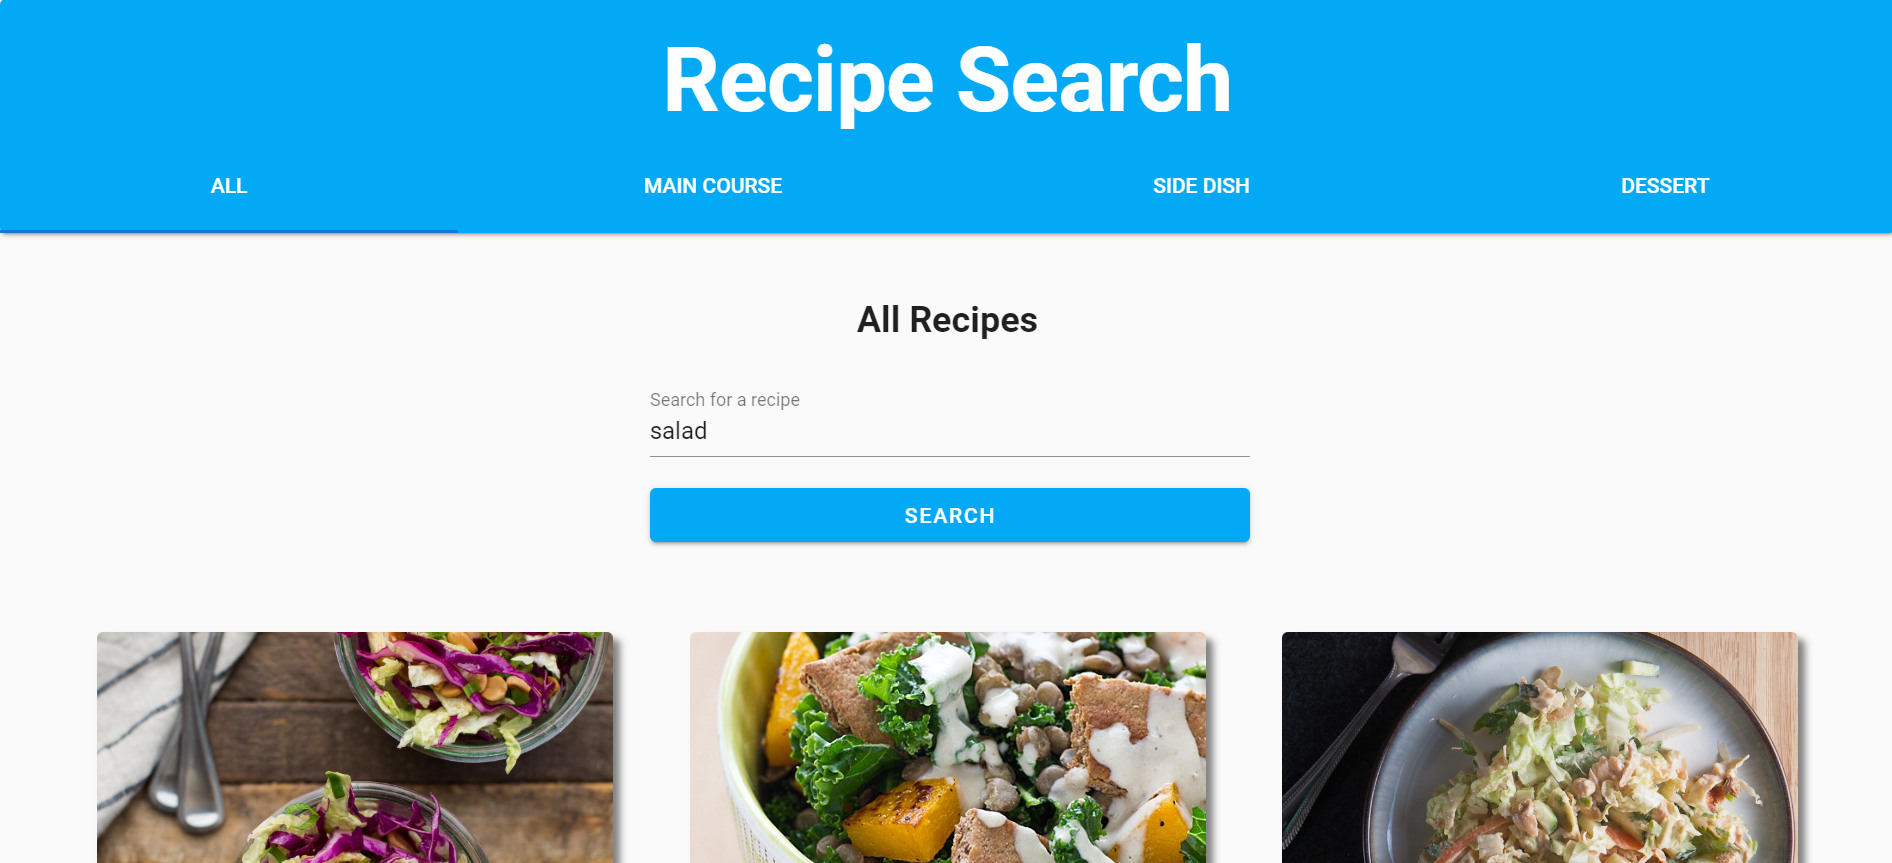 Recipe Search
ALL
MAIN COURSE
SIDE DISH
DESSERT
All Recipes
Search for a recipe
salad
SEARCH